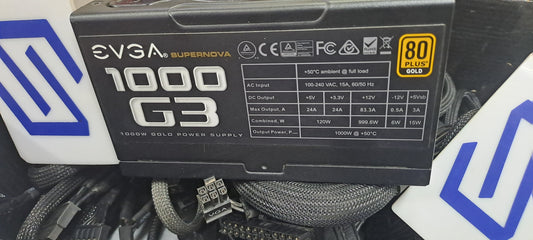 EVGA® SUPERNOVA
1000
G3
1000W GOLD POWER SUPPLY
80
PLUS
GOLD
+50°C ambient @ full load
AC Input 100-240 VAC, 15A, 60/50 Hz
DC Output +5V +3.3V +12V -12V +5Vsb
Max Output, A 24A 24A 83.3A 0.5A 3A
Combined, W 120W 999.6W 6W 15W
Output Power, P 1000W @ +50°C
EVGA